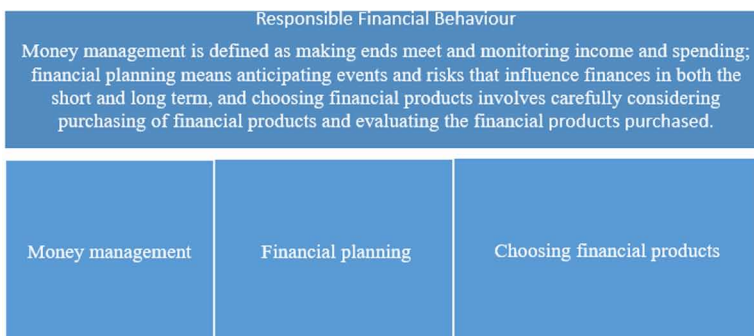 Responsible Financial Behaviour
Money management is defined as making ends meet and monitoring income and spending;
financial planning means anticipating events and risks that influence finances in both the
short and long term, and choosing financial products involves carefully considering
purchasing of financial products and evaluating the financial products purchased.
Money management
Financial planning
Choosing financial products